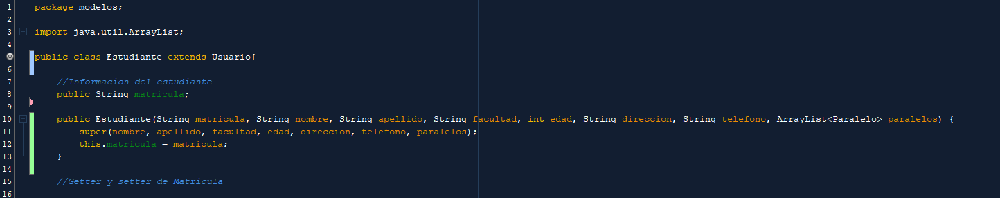 1 package modelos;
2
3 import java.util.ArrayList;
4
public class Estudiante extends Usuario{
6
7 //Informacion del estudiante
8 public String matricula;
9
10 public Estudiante(String matricula, String nombre, String apellido, String facultad, int edad, String direccion, String telefono, ArrayList<Paralelo> paralelos) {
11 super(nombre, apellido, facultad, edad, direccion, telefono, paralelos);
12 this.matricula = matricula;
13 }
14
15 //Getter y setter de Matricula
16